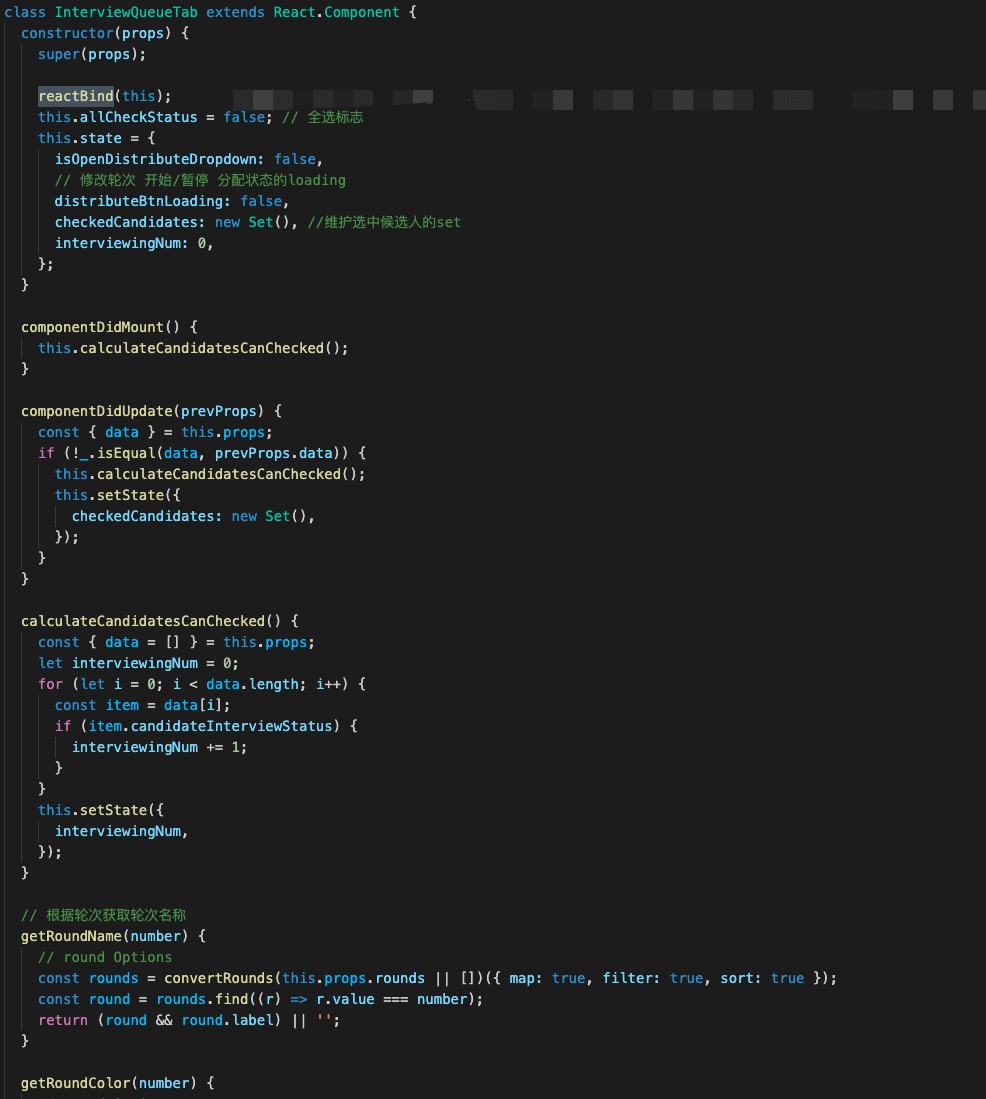 class InterviewQueueTab extends React.Component {
constructor(props) {
super(props);
reactBind(this);
this.allCheckStatus = false; // 全选标志
this.state = {
isOpenDistributeDropdown: false,
// 修改轮次 开始/暂停 分配状态的loading
distributeBtnLoading: false,
checkedCandidates: new Set(), //维护选中候选人的set
interviewingNum: 0,
};
}
componentDidMount() {
this.calculateCandidatesCanChecked();
}
componentDidUpdate(prevProps) {
const { data } = this.props;
if (!_.isEqual(data, prevProps.data)) {
this.calculateCandidatesCanChecked();
this.setState({
checkedCandidates: new Set(),
});
}
}
calculateCandidatesCanChecked() {
const { data = [] } = this.props;
let interviewingNum = 0;
for (let i = 0; i < data.length; i++) {
const item = data[i];
if (item.candidateInterviewStatus) {
interviewingNum += 1;
}
}
this.setState({
interviewingNum,
});
}
// 根据轮次获取轮次名称
getRoundName(number) {
// round Options
const rounds = convertRounds(this.props.rounds || [])({ map: true, filter: true, sort: true });
const round = rounds.find((r) => r.value === number);
return (round && round.label) || '';
}
getRoundColor(number) {